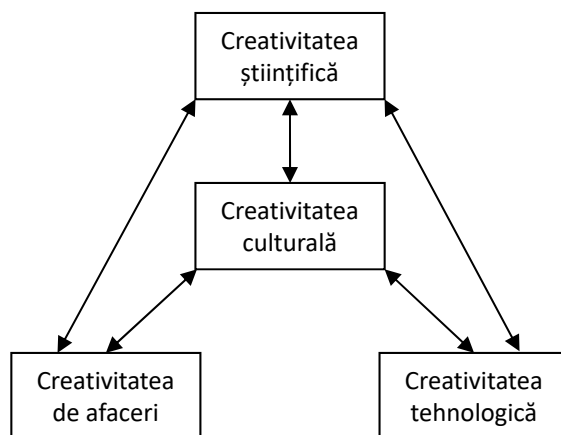 Creativitatea
științifică
Creativitatea
culturală
Creativitatea
de afaceri
Creativitatea
tehnologică